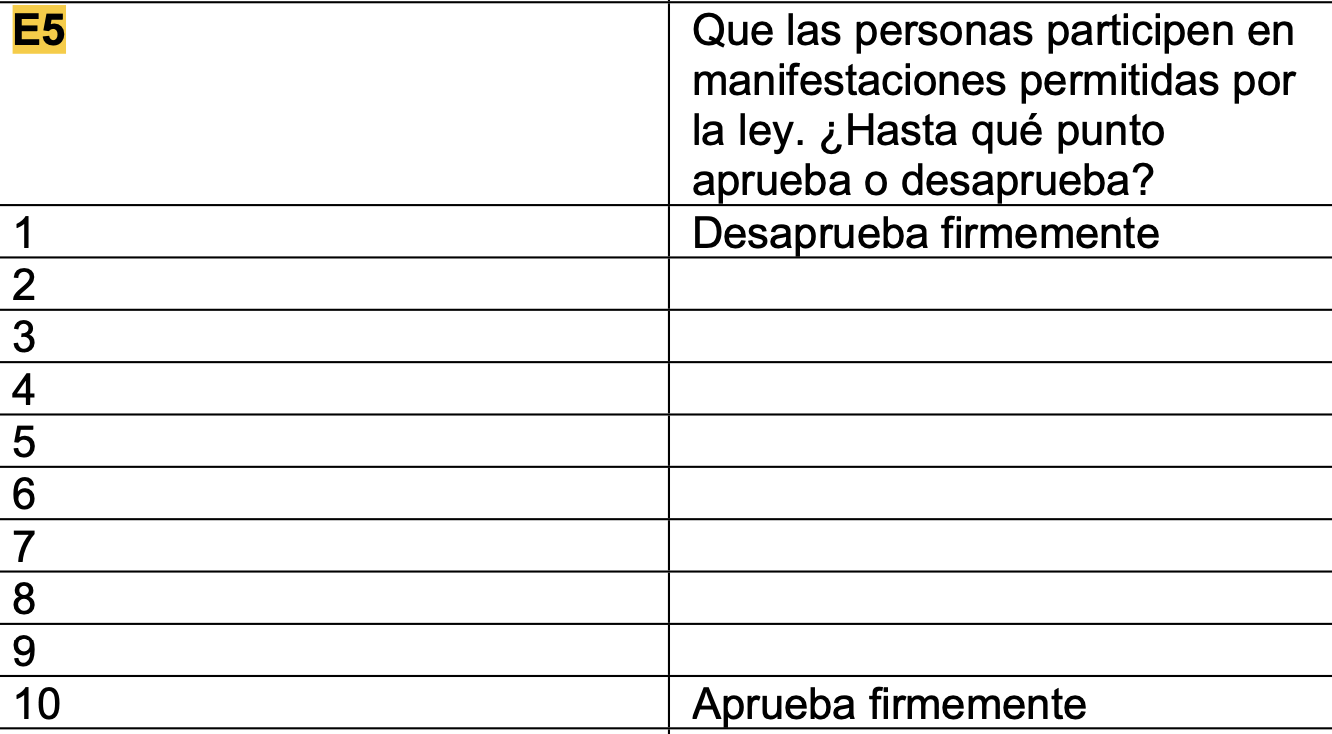 E5
Que las personas participen en
manifestaciones permitidas por
la ley. ¿Hasta qué punto
aprueba o desaprueba?
1 Desaprueba firmemente
2
3
4
5
6
7
8
9
10 Aprueba firmemente